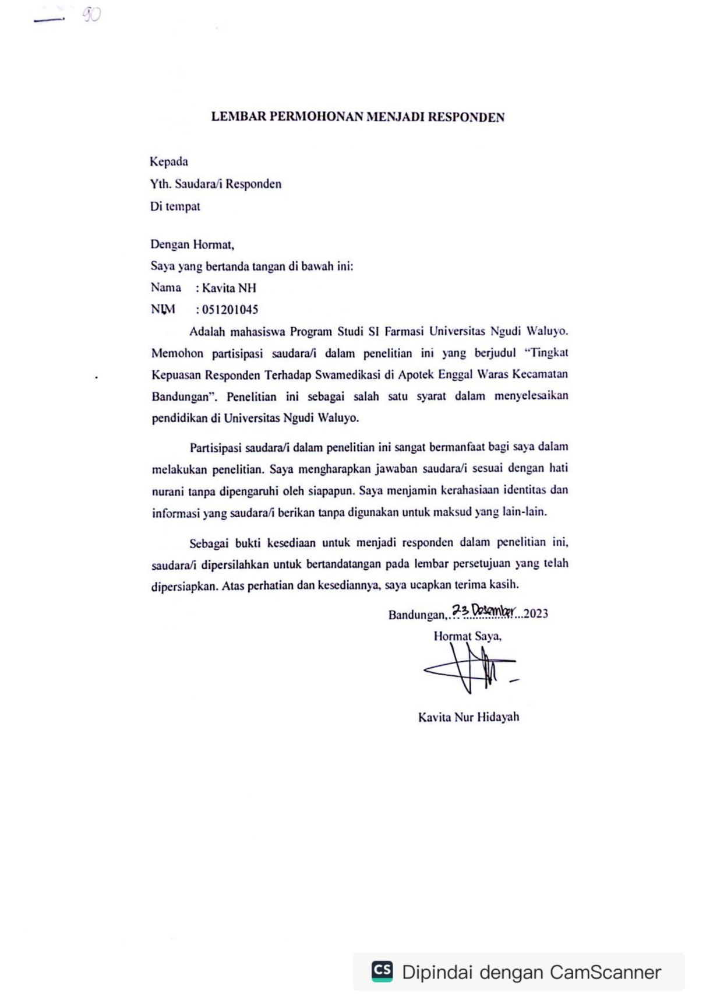 90
LEMBAR PERMOHONAN MENJADI RESPONDEN
Kepada
Yth. Saudara/i Responden
Di tempat
Dengan Hormat,
Saya yang bertanda tangan di bawah ini:
Nama : Kavita NH
NIM : 051201045
Adalah mahasiswa Program Studi SI Farmasi Universitas Ngudi Waluyo.
Memohon partisipasi saudara/i dalam penelitian ini yang berjudul “Tingkat
Kepuasan Responden Terhadap Swamedikasi di Apotek Enggal Waras Kecamatan
Bandungan”. Penelitian ini sebagai salah satu syarat dalam menyelesaikan
pendidikan di Universitas Ngudi Waluyo.
Partisipasi saudara/i dalam penelitian ini sangat bermanfaat bagi saya dalam
melakukan penelitian. Saya mengharapkan jawaban saudara/i sesuai dengan hati
nurani tanpa dipengaruhi oleh siapapun. Saya menjamin kerahasiaan identitas dan
informasi yang saudara/i berikan tanpa digunakan untuk maksud yang lain-lain.
Sebagai bukti kesediaan untuk menjadi responden dalam penelitian ini,
saudara/i dipersilahkan untuk bertandatangan pada lembar persetujuan yang telah
dipersiapkan. Atas perhatian dan kesediannya, saya ucapkan terima kasih.
Bandungan, 23 Desember 2023
Hormat Saya,
Kavita Nur Hidayah
CS Dipindai dengan CamScanner